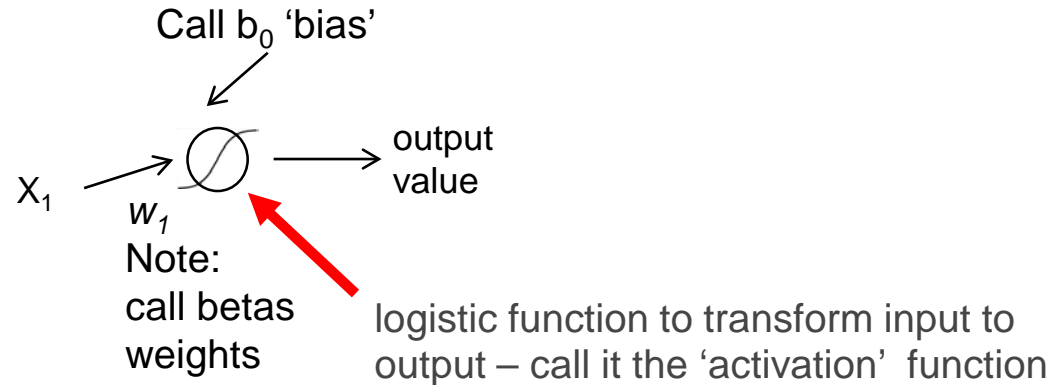 Call b₀ ‘bias’
output
value
X₁
w₁
Note:
call betas
weights
logistic function to transform input to
output – call it the ‘activation’ function